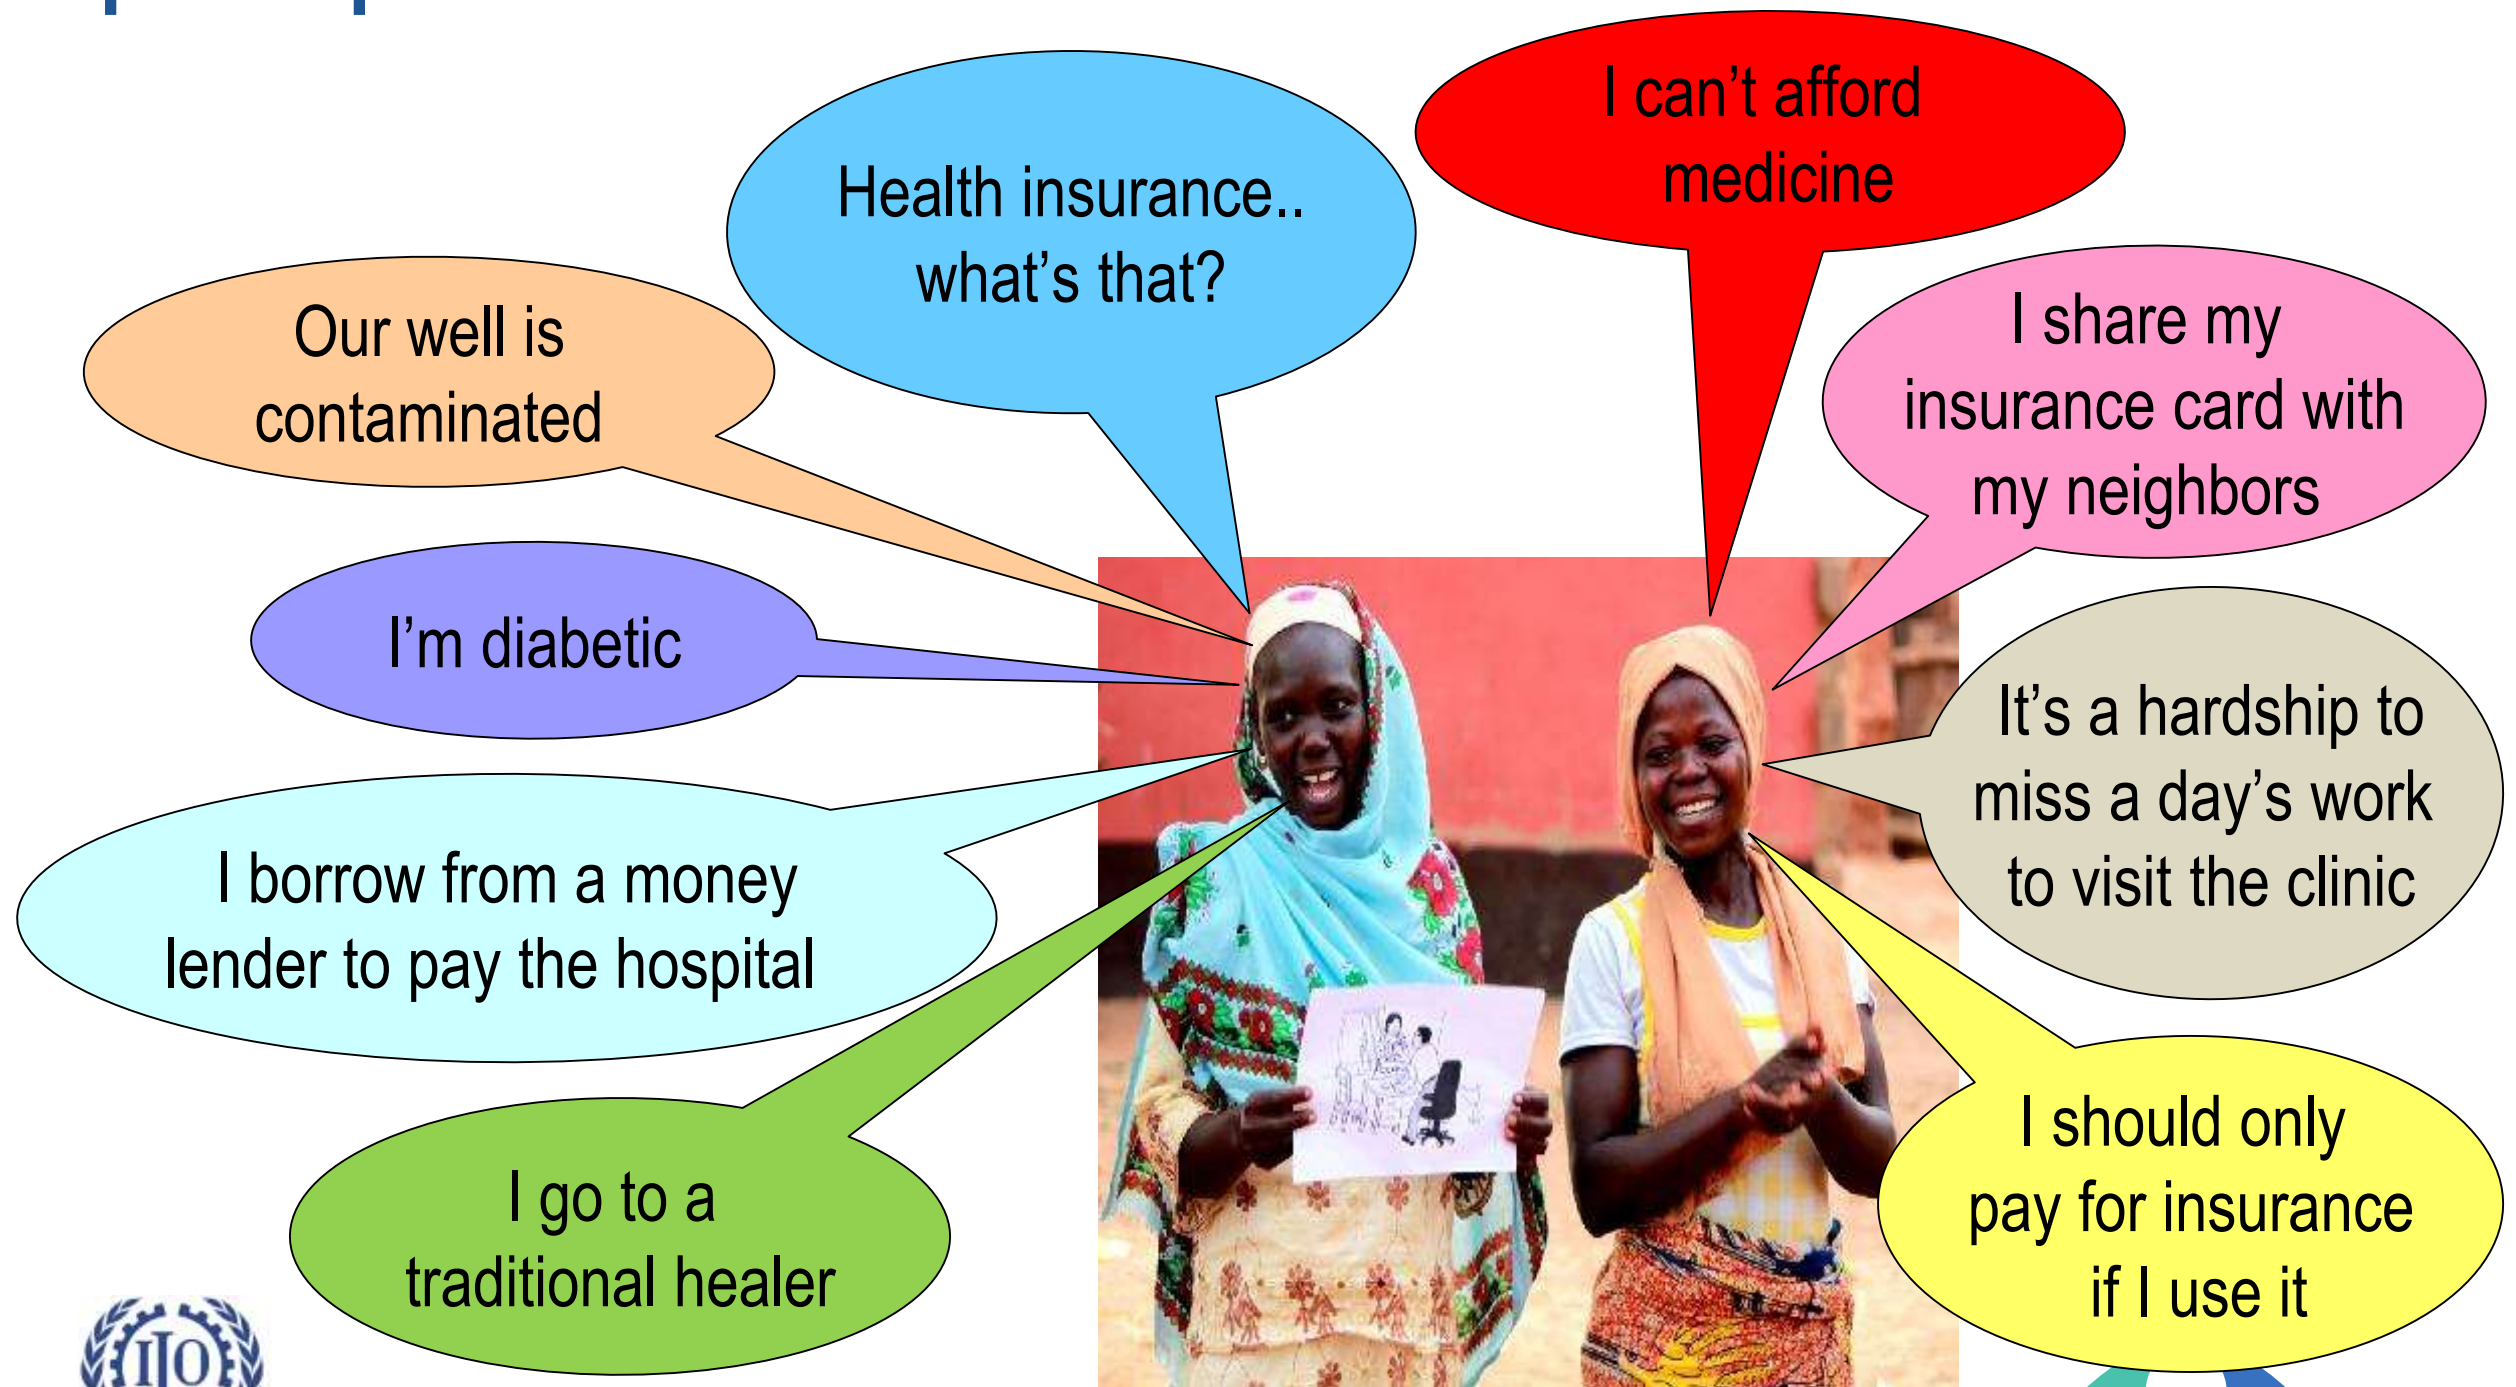 Health insurance..
what's that?
I can't afford
medicine
Our well is
contaminated
I share my
insurance card with
my neighbors
I'm diabetic
It's a hardship to
miss a day's work
to visit the clinic
I borrow from a money
lender to pay the hospital
I go to a
traditional healer
I should only
pay for insurance
if I use it
ILO